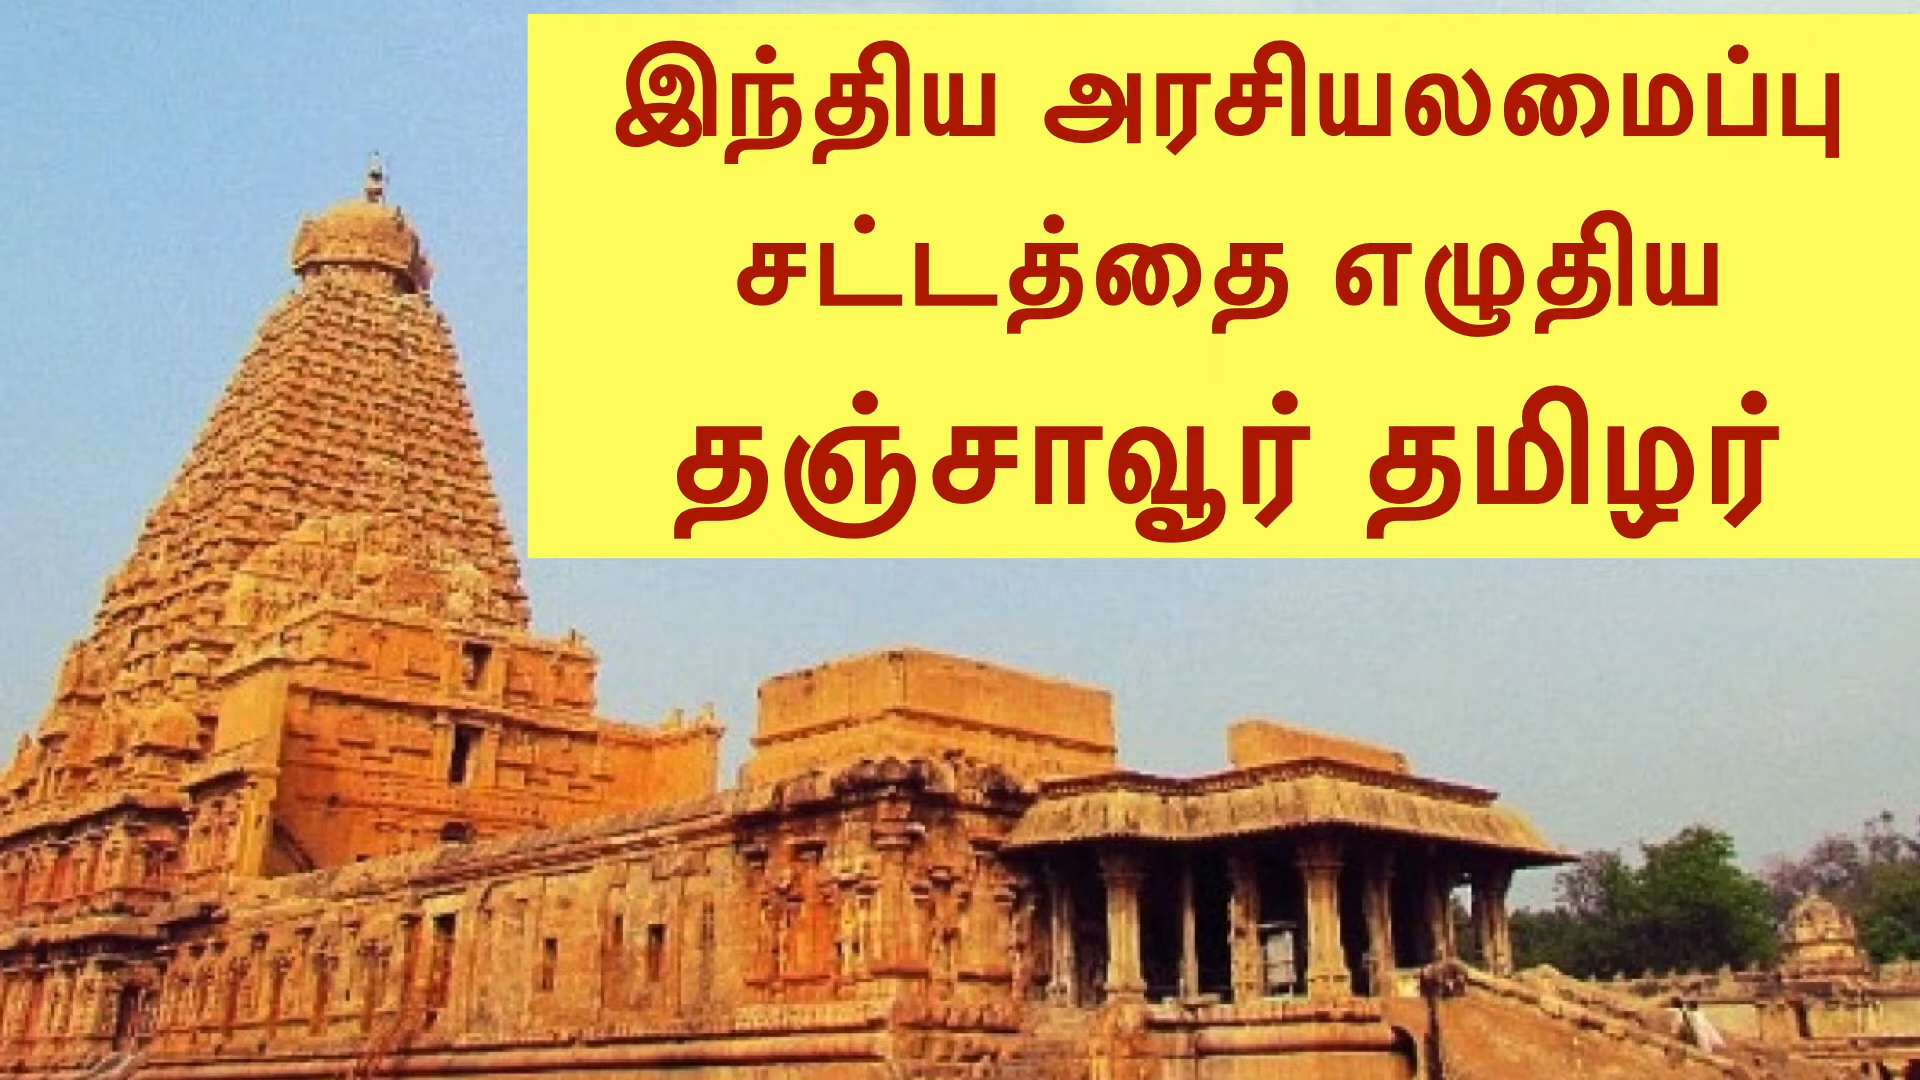 இந்திய அரசியலமைப்பு
சட்டத்தை எழுதிய
தஞ்சாவூர் தமிழர்